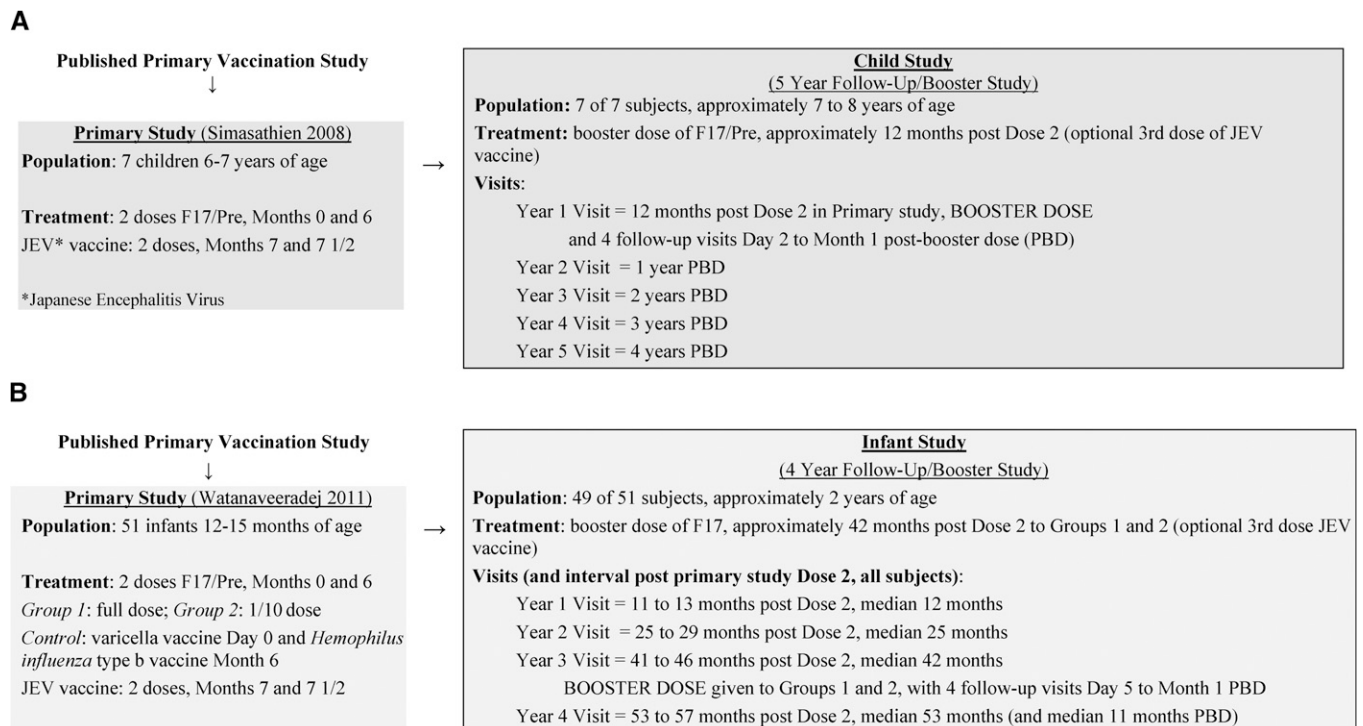 A
Published Primary Vaccination Study
↓
Primary Study (Simasathien 2008)
Population: 7 children 6-7 years of age
Treatment: 2 doses F17/Pre, Months 0 and 6
JEV* vaccine: 2 doses, Months 7 and 7 1/2
*Japanese Encephalitis Virus
→
Child Study
(5 Year Follow-Up/Booster Study)
Population: 7 of 7 subjects, approximately 7 to 8 years of age
Treatment: booster dose of F17/Pre, approximately 12 months post Dose 2 (optional 3rd dose of JEV
vaccine)
Visits:
Year 1 Visit = 12 months post Dose 2 in Primary study, BOOSTER DOSE
and 4 follow-up visits Day 2 to Month 1 post-booster dose (PBD)
Year 2 Visit = 1 year PBD
Year 3 Visit = 2 years PBD
Year 4 Visit = 3 years PBD
Year 5 Visit = 4 years PBD
B
Published Primary Vaccination Study
↓
Primary Study (Watanaveeradej 2011)
Population: 51 infants 12-15 months of age
Treatment: 2 doses F17/Pre, Months 0 and 6
Group 1: full dose; Group 2: 1/10 dose
Control: varicella vaccine Day 0 and Hemophilus
influenza type b vaccine Month 6
JEV vaccine: 2 doses, Months 7 and 7 1/2
→
Infant Study
(4 Year Follow-Up/Booster Study)
Population: 49 of 51 subjects, approximately 2 years of age
Treatment: booster dose of F17, approximately 42 months post Dose 2 to Groups 1 and 2 (optional 3rd dose JEV
vaccine)
Visits (and interval post primary study Dose 2, all subjects):
Year 1 Visit = 11 to 13 months post Dose 2, median 12 months
Year 2 Visit = 25 to 29 months post Dose 2, median 25 months
Year 3 Visit = 41 to 46 months post Dose 2, median 42 months
BOOSTER DOSE given to Groups 1 and 2, with 4 follow-up visits Day 5 to Month 1 PBD
Year 4 Visit = 53 to 57 months post Dose 2, median 53 months (and median 11 months PBD)